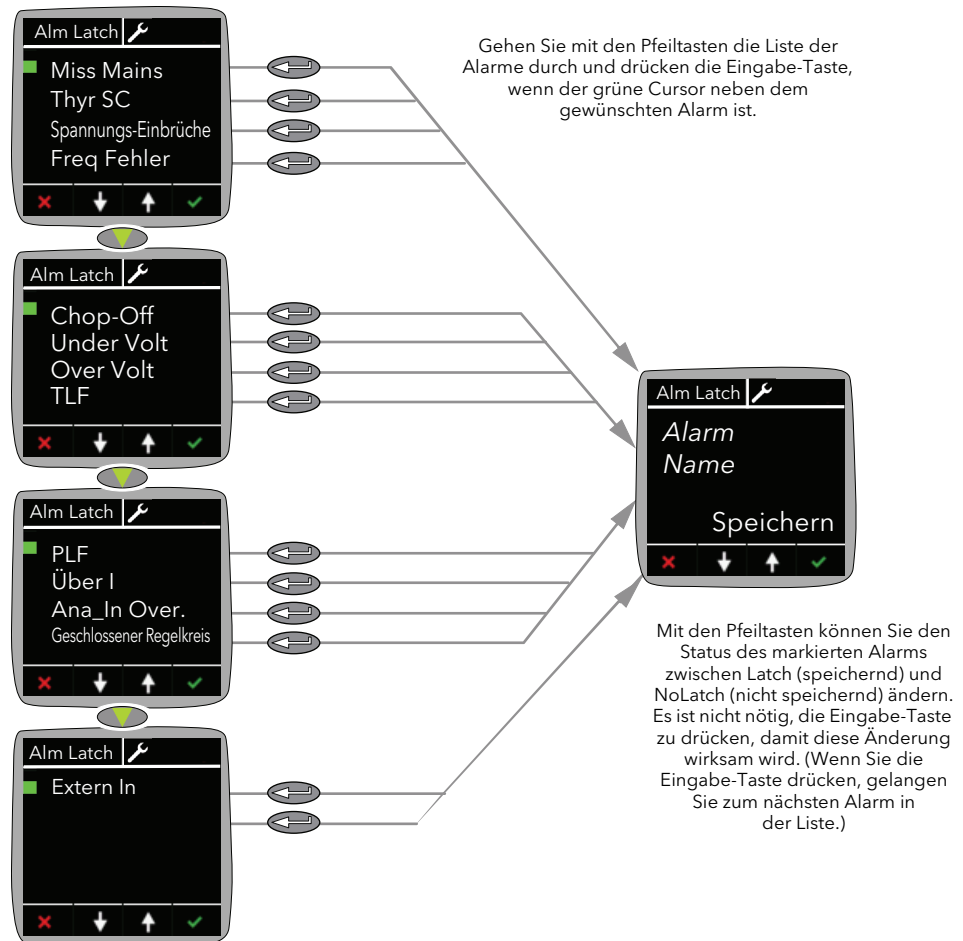 Alm Latch
Miss Mains
Thyr SC
Spannungs-Einbrüche
Freq Fehler
Gehen Sie mit den Pfeiltasten die Liste der
Alarme durch und drücken die Eingabe-Taste,
wenn der grüne Cursor neben dem
gewünschten Alarm ist.
Alm Latch
Chop-Off
Under Volt
Over Volt
TLF
Alm Latch
PLF
Über I
Ana_In Over.
Geschlossener Regelkreis
Alm Latch
Extern In
Alm Latch
Alarm
Name
Speichern
Mit den Pfeiltasten können Sie den
Status des markierten Alarms
zwischen Latch (speichernd) und
NoLatch (nicht speichernd) ändern.
Es ist nicht nötig, die Eingabe-Taste
zu drücken, damit diese Änderung
wirksam wird. (Wenn Sie die
Eingabe-Taste drücken, gelangen
Sie zum nächsten Alarm in
der Liste.)